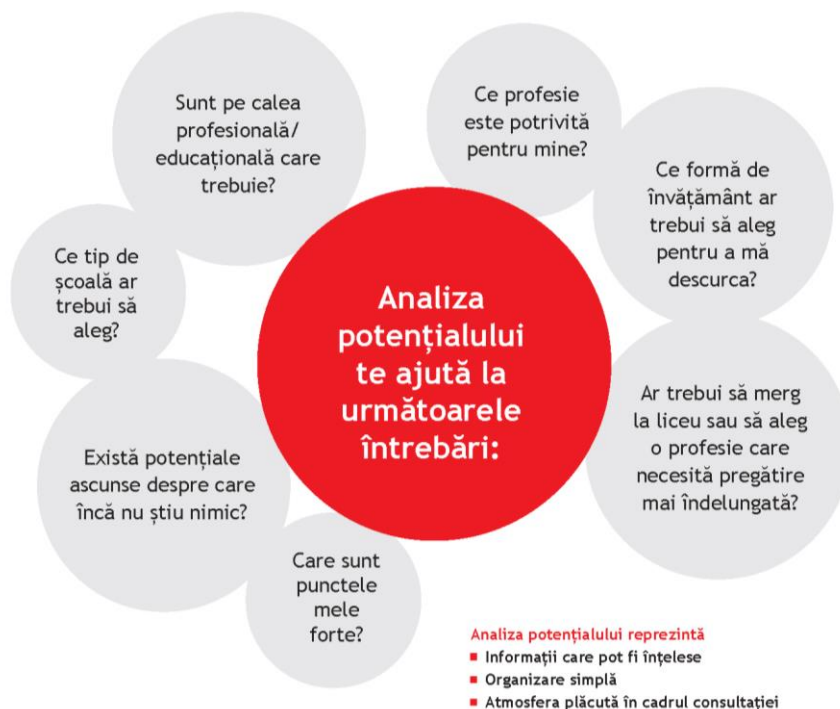 Sunt pe calea
profesională/
educațională care
trebuie?
Ce profesie
este potrivită
pentru mine?
Ce formă de
învățământ ar
trebui să aleg
pentru a mă
descurca?
Ce tip de
școală ar
trebui să
aleg?
Analiza
potențialului
te ajută la
următoarele
întrebări:
Ar trebui să merg
la liceu sau să aleg
o profesie care
necesită pregătire
mai îndelungată?
Există potențiale
ascunse despre care
încă nu știu nimic?
Care sunt
punctele
mele
forte?
Analiza potențialului reprezintă
■ Informații care pot fi înțelese
■ Organizare simplă
■ Atmosfera plăcută în cadrul consultației